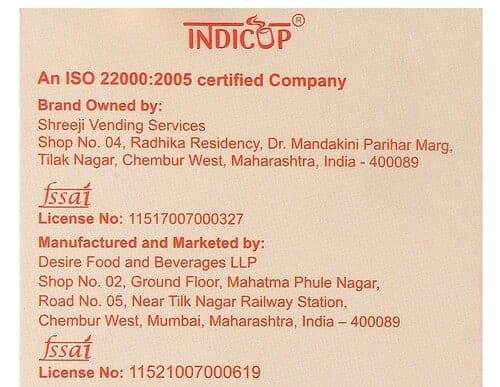 INDICUP®
An ISO 22000:2005 certified Company
Brand Owned by:
Shreeji Vending Services
Shop No. 04, Radhika Residency, Dr. Mandakini Parihar Marg,
Tilak Nagar, Chembur West, Maharashtra, India - 400089
fssai
License No: 11517007000327
Manufactured and Marketed by:
Desire Food and Beverages LLP
Shop No. 02, Ground Floor, Mahatma Phule Nagar,
Road No. 05, Near Tilk Nagar Railway Station,
Chembur West, Mumbai, Maharashtra, India – 400089
fssai
License No: 11521007000619